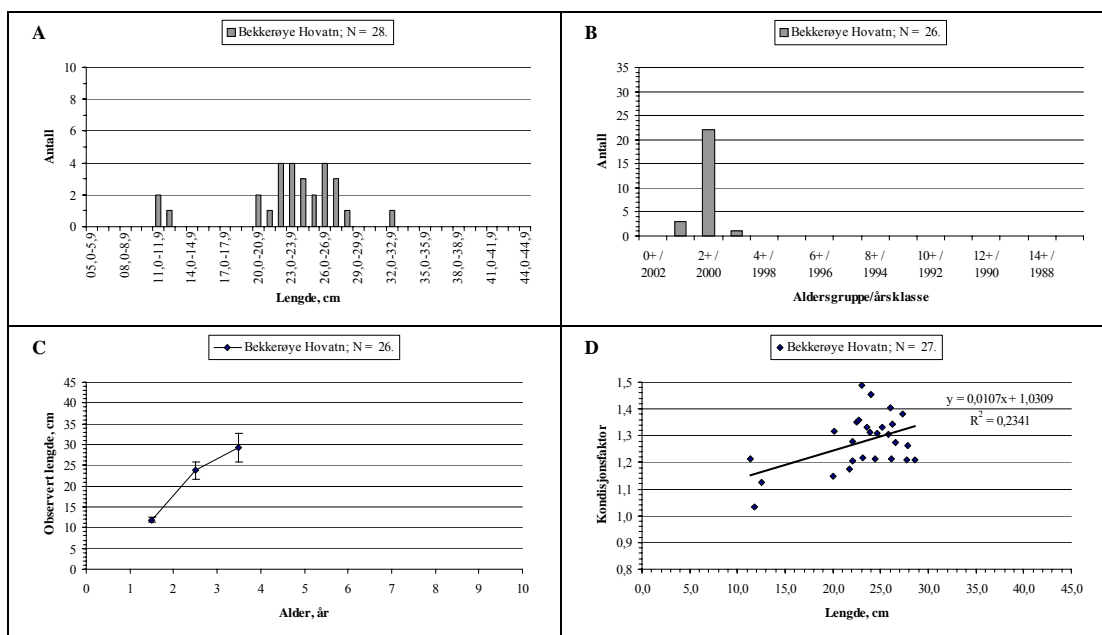 A
Bekkerøye Hovatn; N = 28.
Antall
10
8
6
4
2
0
05,0-5,9
08,0-8,9
11,0-11,9
14,0-14,9
17,0-17,9
20,0-20,9
23,0-23,9
26,0-26,9
29,0-29,9
32,0-32,9
35,0-35,9
38,0-38,9
41,0-41,9
44,0-44,9
Lengde, cm
B
Bekkerøye Hovatn; N = 26.
Antall
35
30
25
20
15
10
5
0
0+ / 2+ / 4+ / 6+ / 8+ / 10+ / 12+ / 14+ /
2002 2000 1998 1996 1994 1992 1990 1988
Aldersgruppe/årsklasse
C
Bekkerøye Hovatn; N = 26.
Observert lengde, cm
45
40
35
30
25
20
15
10
5
0
0 1 2 3 4 5 6 7 8 9 10
Alder, år
D
Bekkerøye Hovatn; N = 27.
Kondisjonsfaktor
1,5
1,4
1,3
1,2
1,1
1,0
0,9
0,8
y = 0,0107x + 1,0309
R² = 0,2341
0,0 5,0 10,0 15,0 20,0 25,0 30,0 35,0 40,0 45,0
Lengde, cm